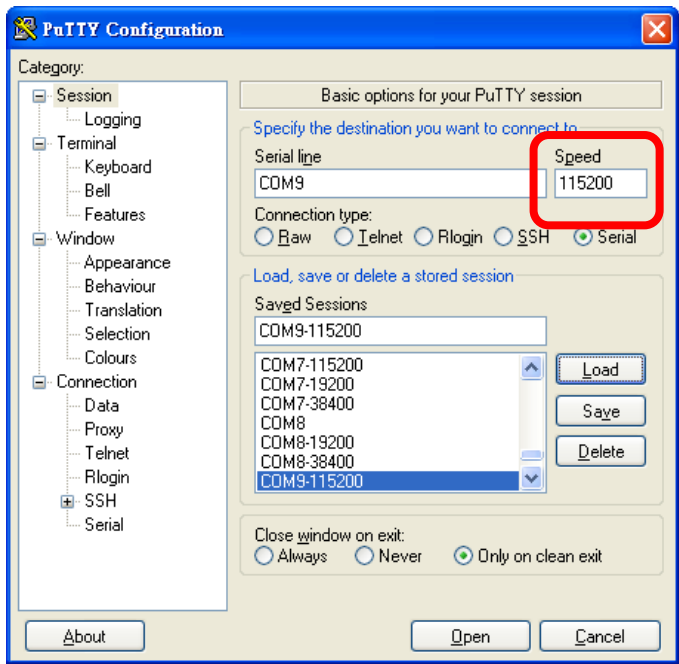 PuTTY Configuration
Category:
Session
Logging
Terminal
Keyboard
Bell
Features
Window
Appearance
Behaviour
Translation
Selection
Colours
Connection
Data
Proxy
Telnet
Rlogin
SSH
Serial
Basic options for your PuTTY session
Specify the destination you want to connect to
Serial line Speed
COM9 115200
Connection type:
Raw Telnet Rlogin SSH Serial
Load, save or delete a stored session
Saved Sessions
COM9-115200
COM7-115200
COM7-19200
COM7-38400
COM8
COM8-19200
COM8-38400
COM9-115200
Load
Save
Delete
Close window on exit:
Always Never Only on clean exit
About Open Cancel